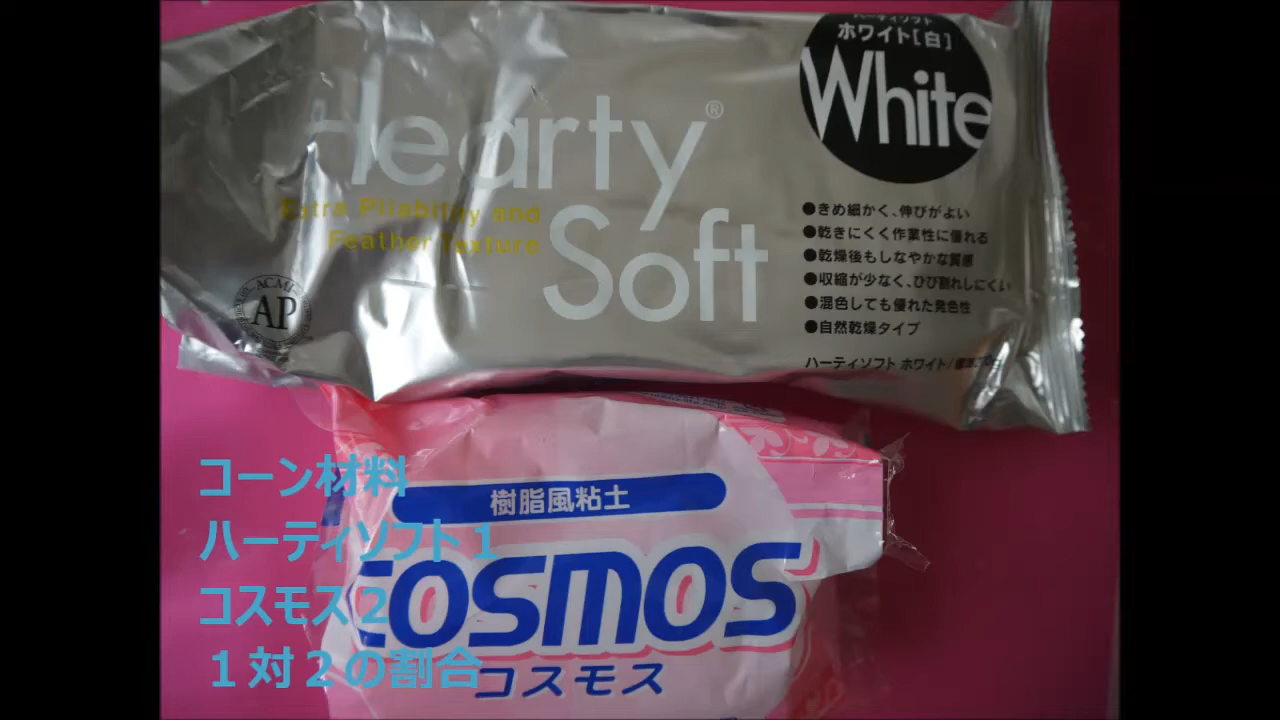 ハーティソフト
ホワイト[白]
White
Hearty®
Soft
Extra Pliability and
Feather Texture
ACMI
AP
●きめ細かく、伸びがよい
●乾きにくく作業性に優れる
●乾燥後もしなやかな質感
●収縮が少なく、ひび割れしにくい
●混色しても優れた発色性
●自然乾燥タイプ
ハーティソフト ホワイト/
樹脂風粘土
COSMOS
コスモス
コーン材料
ハーティソフト1
コスモス2
1対2の割合